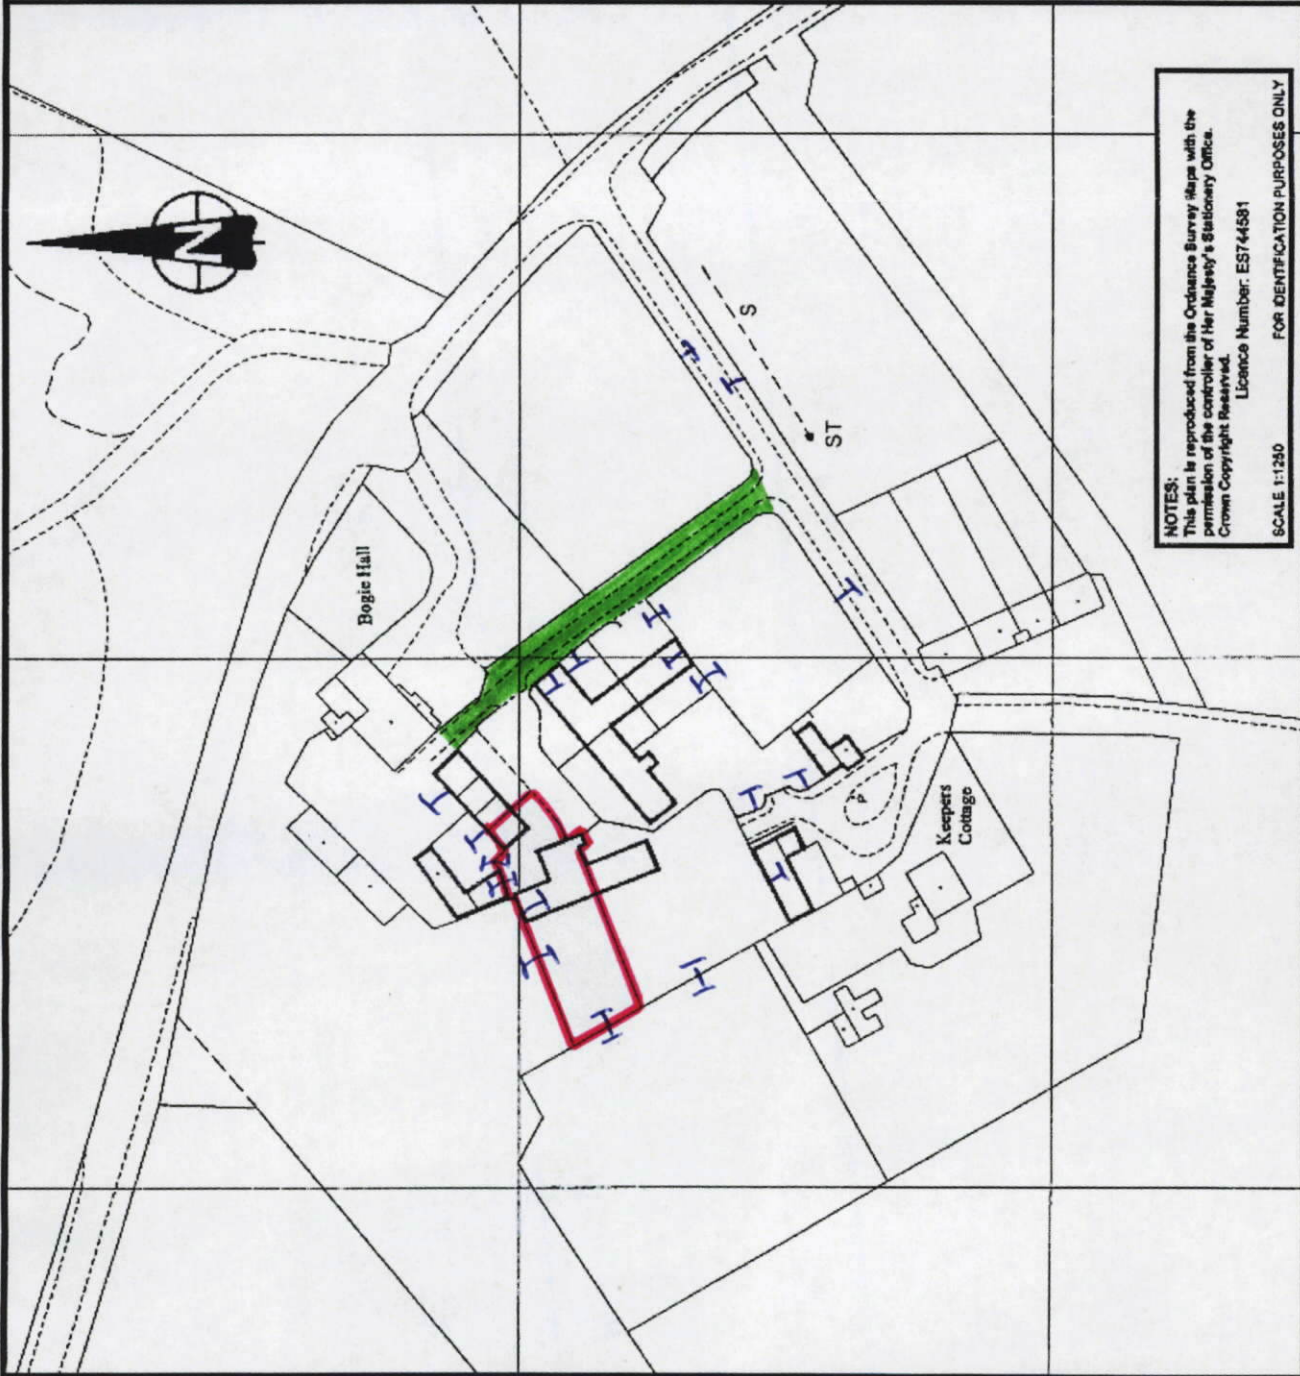 N
Bogie Hall
S
ST
P
Keepers
Cottage
NOTES:
This plan is reproduced from the Ordnance Survey Maps with the
permission of the controller of Her Majesty's Stationery Office.
Crown Copyright Reserved.
Licence Number: ES744581
SCALE 1:1250 FOR IDENTIFICATION PURPOSES ONLY